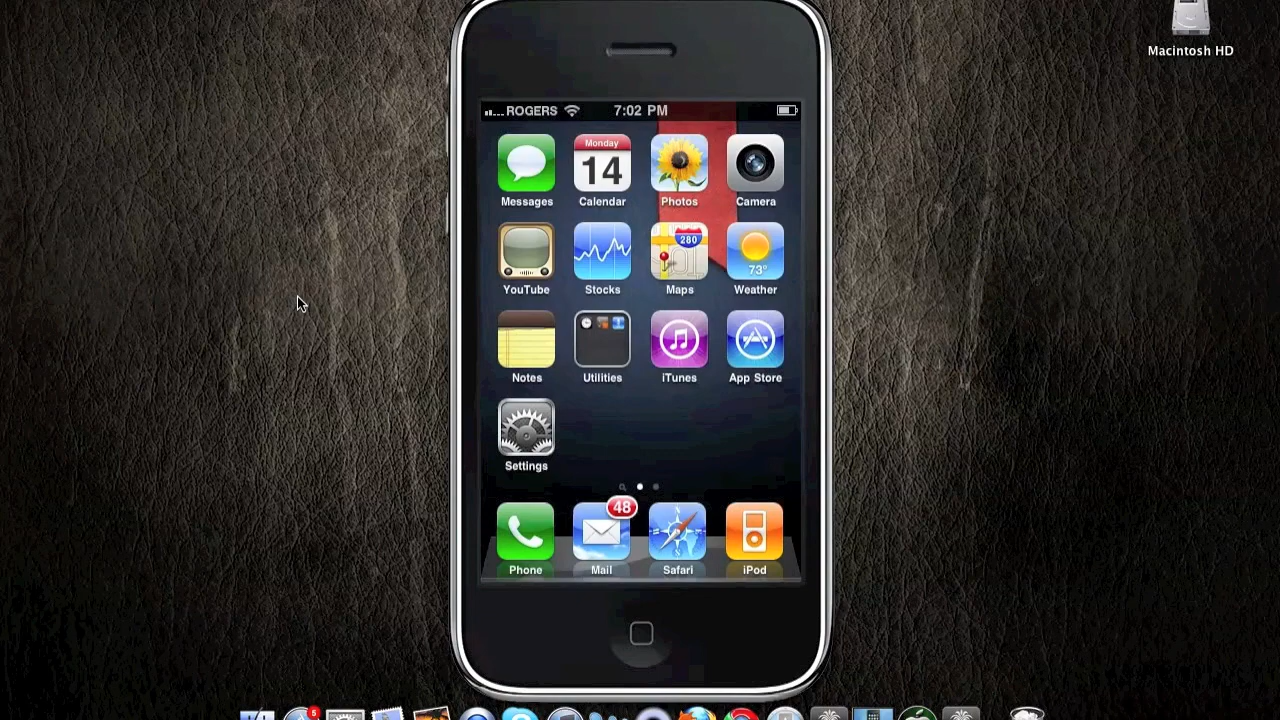 Macintosh HD
ROGERS 7:02 PM
Monday
14
280
73°
Messages Calendar Photos Camera
YouTube Stocks Maps Weather
Notes Utilities iTunes App Store
Settings
48
Phone Mail Safari iPod
5